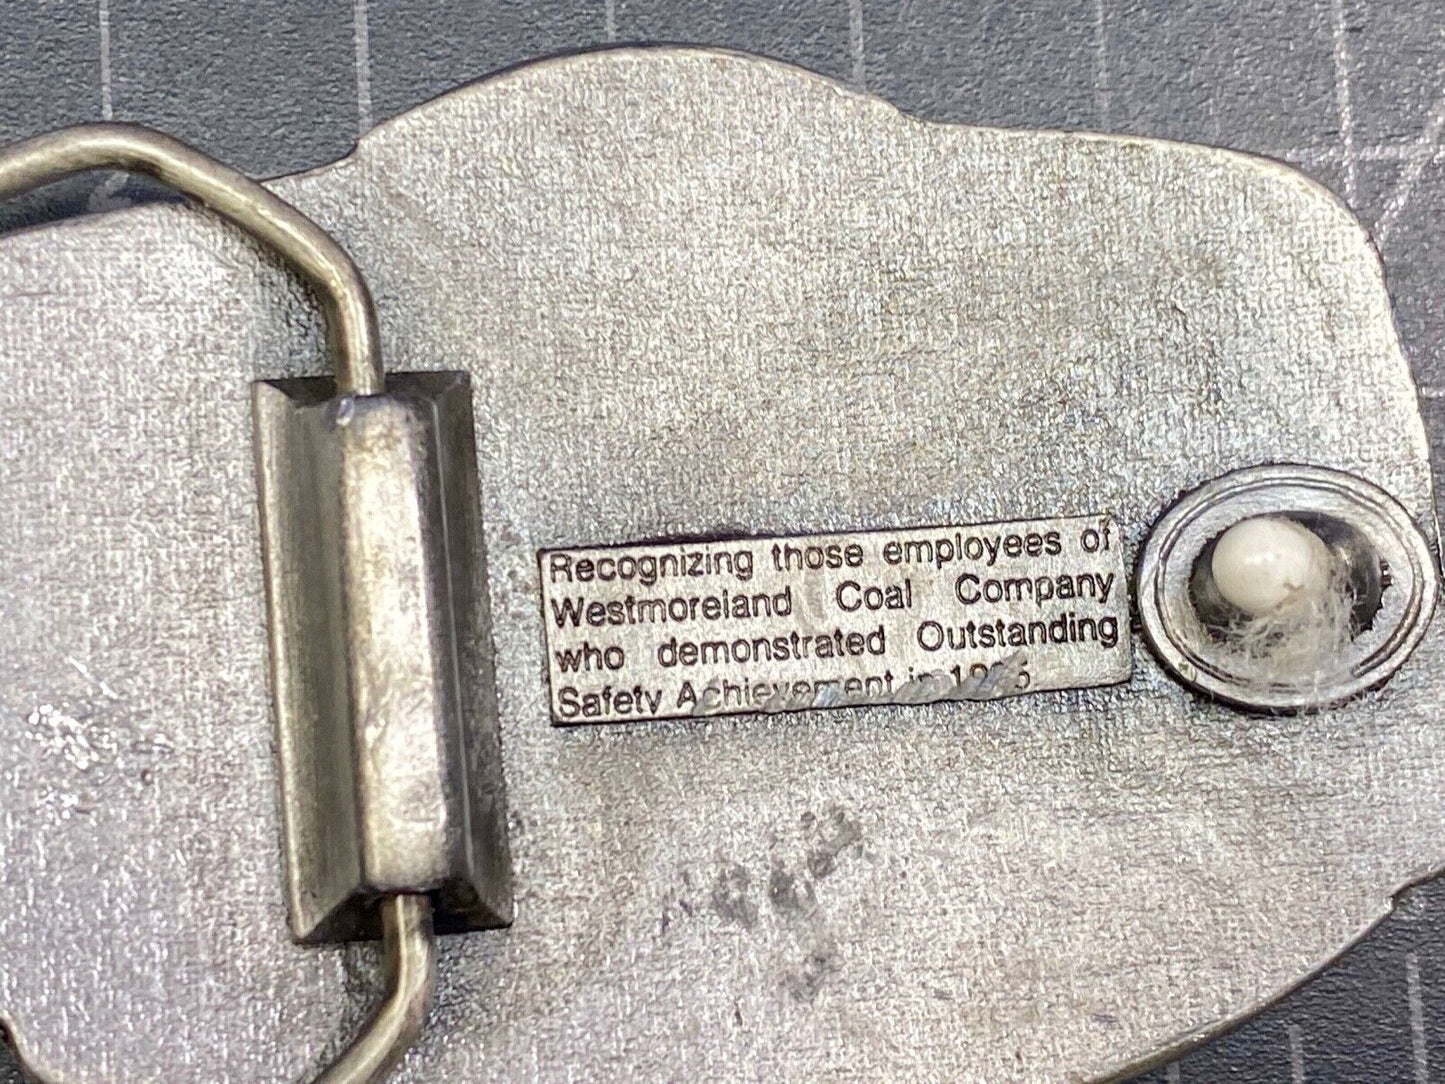 Recognizing those employees of
Westmoreland Coal Company
who demonstrated Outstanding
Safety Achievement in